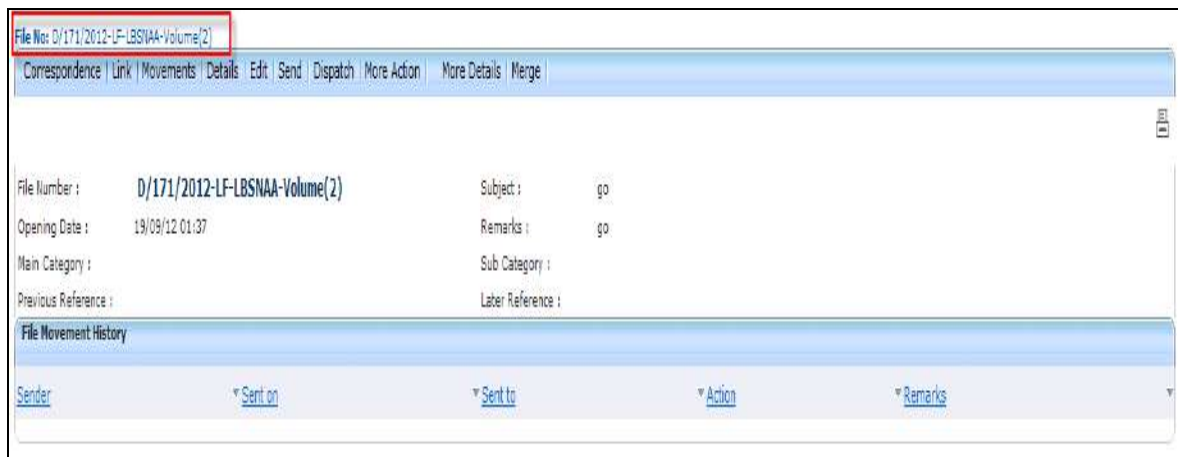 File No: D/171/2012-LF-LBSNAA-Volume(2)
Correspondence | Link | Movements | Details | Edit | Send | Dispatch | More Action | More Details | Merge |
File Number : D/171/2012-LF-LBSNAA-Volume(2) Subject : go
Opening Date : 19/09/12 01:37 Remarks : go
Main Category : Sub Category :
Previous Reference : Later Reference :
File Movement History
Sender Sent on Sent to Action Remarks